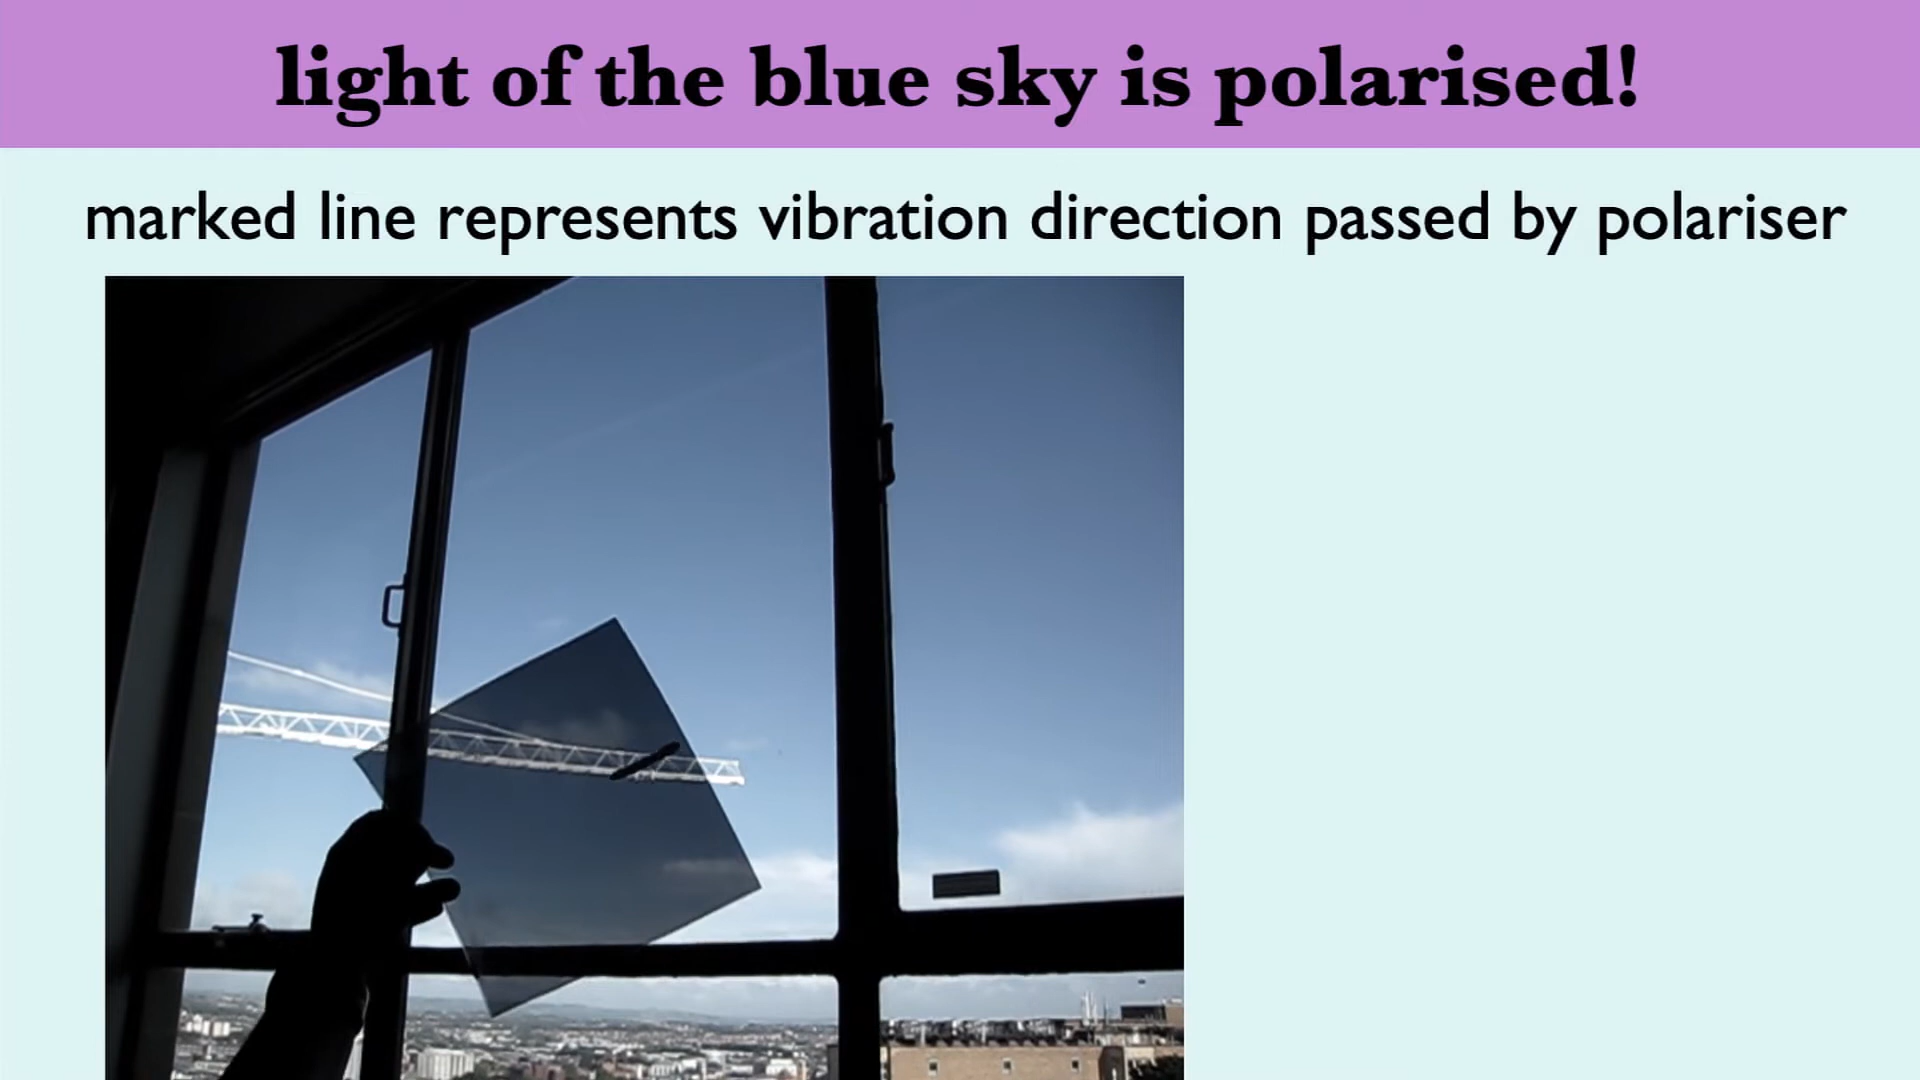 light of the blue sky is polarised!
marked line represents vibration direction passed by polariser